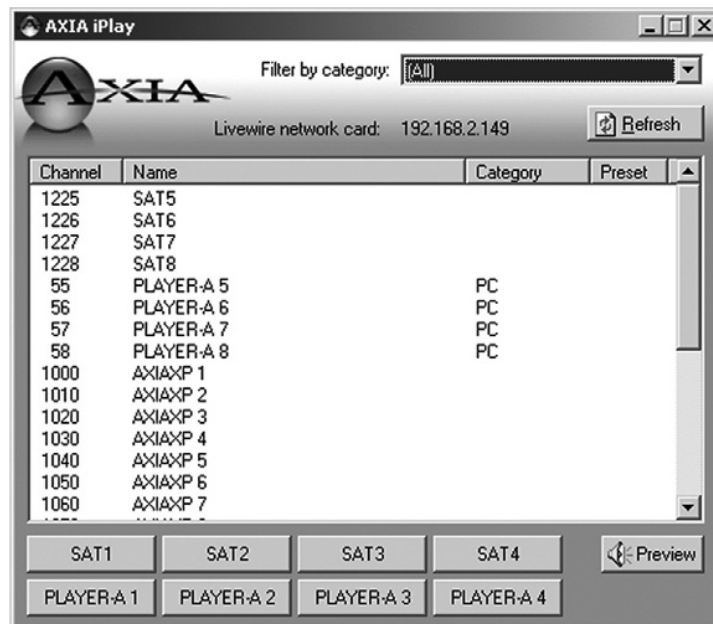 AXIA iPlay
AXIA
Filter by category: (All)
Livewire network card: 192.168.2.149 Refresh
Channel Name Category Preset
1225 SAT5
1226 SAT6
1227 SAT7
1228 SAT8
55 PLAYER-A 5 PC
56 PLAYER-A 6 PC
57 PLAYER-A 7 PC
58 PLAYER-A 8 PC
1000 AXIAXP 1
1010 AXIAXP 2
1020 AXIAXP 3
1030 AXIAXP 4
1040 AXIAXP 5
1050 AXIAXP 6
1060 AXIAXP 7
SAT1 SAT2 SAT3 SAT4 Preview
PLAYER-A 1 PLAYER-A 2 PLAYER-A 3 PLAYER-A 4